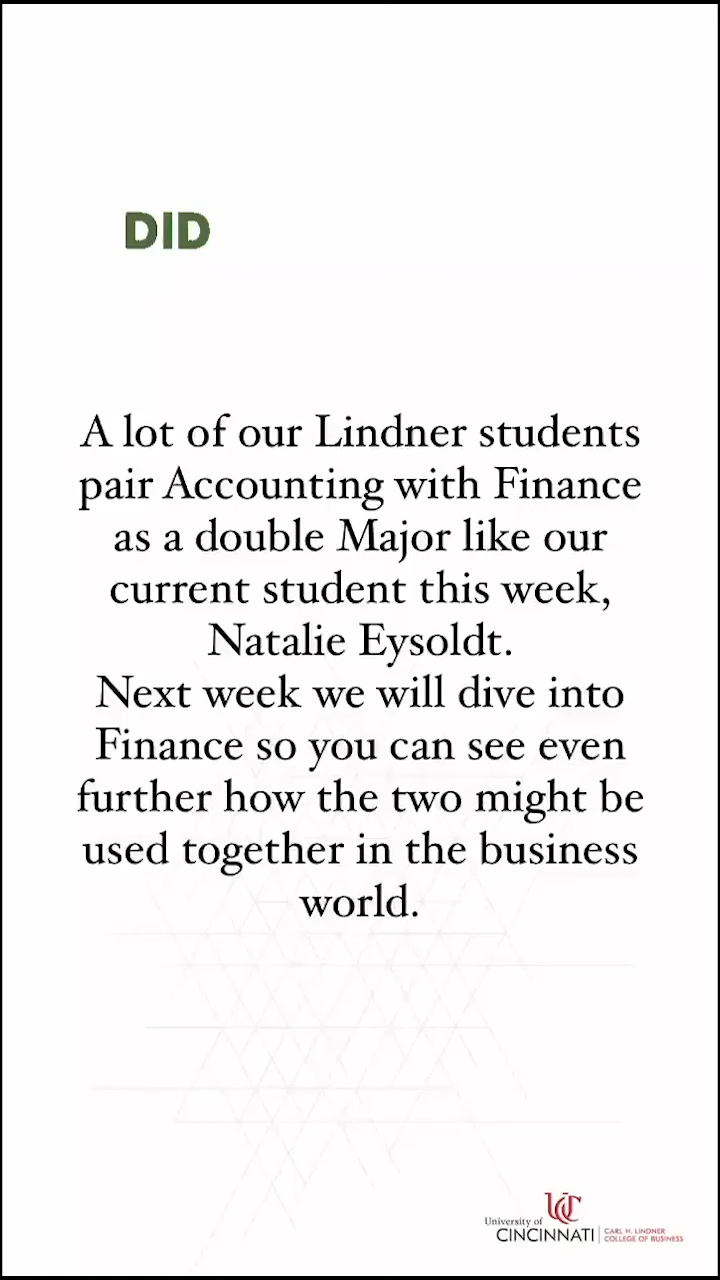 DID
A lot of our Lindner students
pair Accounting with Finance
as a double Major like our
current student this week,
Natalie Eysoldt.
Next week we will dive into
Finance so you can see even
further how the two might be
used together in the business
world.
UC
University of
CINCINNATI
CARL H. LINDNER
COLLEGE OF BUSINESS